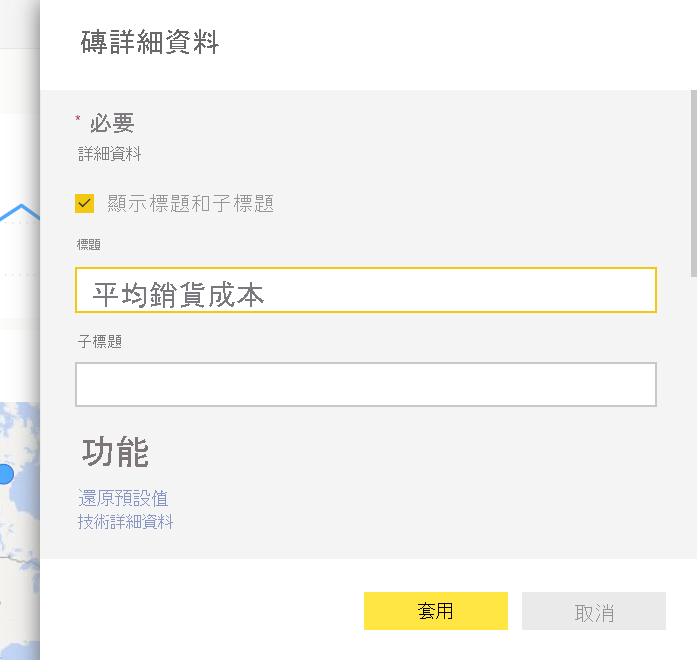 磚詳細資料
* 必要
詳細資料
顯示標題和子標題
標題
平均銷貨成本
子標題
功能
還原預設值
技術詳細資料
套用
取消